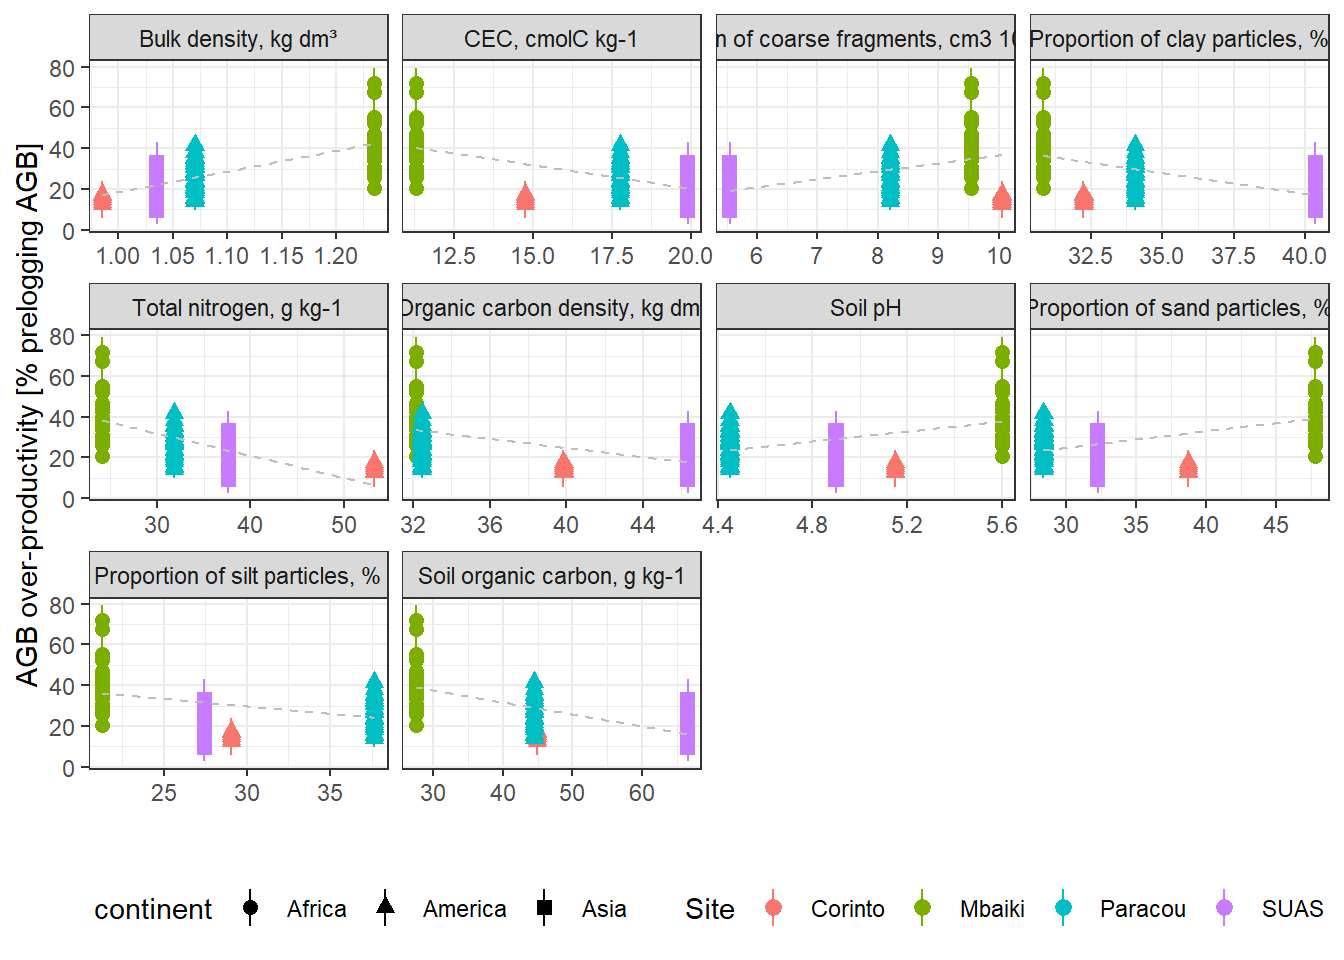 Bulk density, kg dm³ CEC, cmolC kg-1 n of coarse fragments, cm3 10 Proportion of clay particles, %
80
60
40
20
0
1.00 1.05 1.10 1.15 1.20 12.5 15.0 17.5 20.0 6 7 8 9 10 32.5 35.0 37.5 40.0
Total nitrogen, g kg-1 Organic carbon density, kg dm Soil pH Proportion of sand particles, %
80
60
40
20
0
30 40 50 32 36 40 44 4.4 4.8 5.2 5.6 30 35 40 45
Proportion of silt particles, % Soil organic carbon, g kg-1
80
60
40
20
0
25 30 35 30 40 50 60
AGB over-productivity [% prelogging AGB]
continent Africa America Asia Site Corinto Mbaiki Paracou SUAS